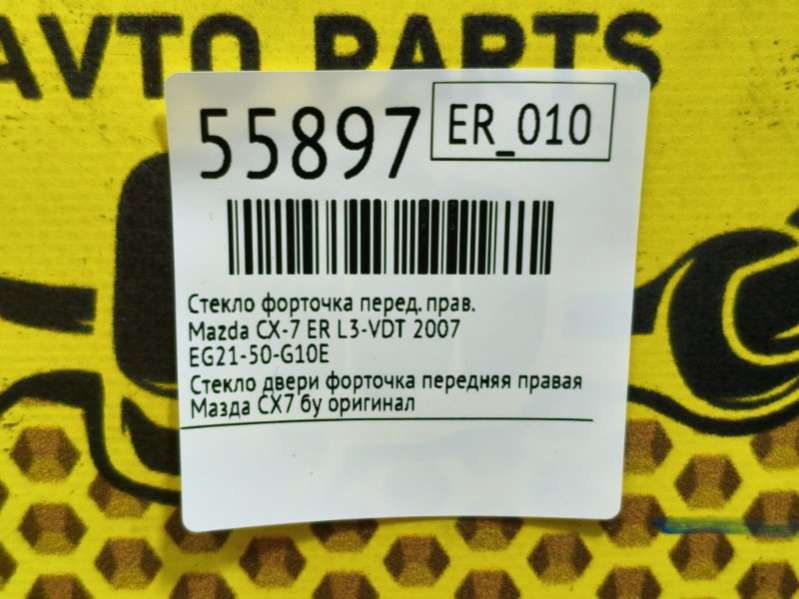 АVТО PARTS
55897
ER_010
Стекло форточка перед. прав.
Mazda CX-7 ER L3-VDT 2007
EG21-50-G10E
Стекло двери форточка передняя правая
Мазда СХ7 бу оригинал